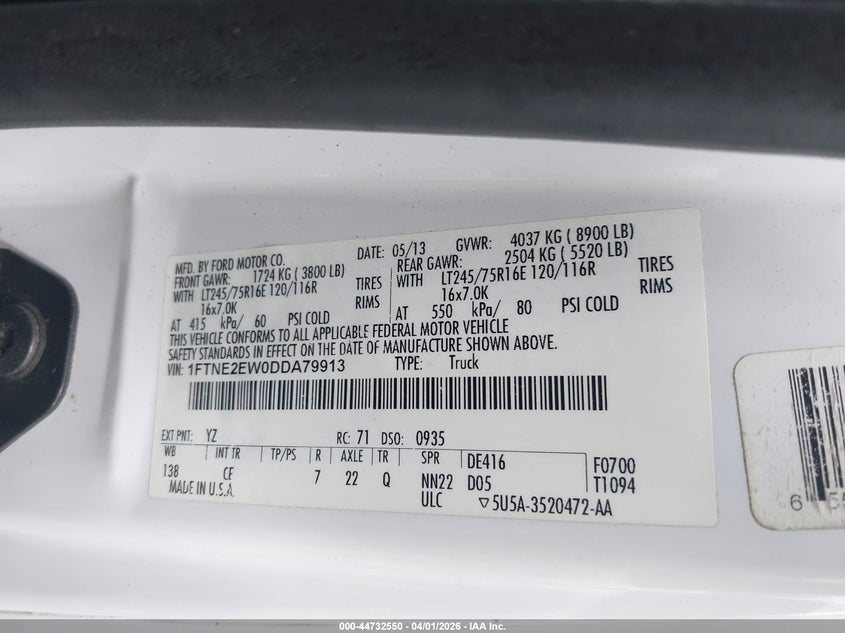 MFD. BY FORD MOTOR CO. DATE: 05/13 GVWR: 4037 KG ( 8900 LB)
FRONT GAWR: 1724 KG ( 3800 LB) REAR GAWR: 2504 KG ( 5520 LB)
WITH LT245/75R16E 120/116R TIRES WITH LT245/75R16E 120/116R TIRES
16x7.0K RIMS 16x7.0K RIMS
AT 415 kPa/ 60 PSI COLD AT 550 kPa/ 80 PSI COLD
THIS VEHICLE CONFORMS TO ALL APPLICABLE FEDERAL MOTOR VEHICLE
SAFETY STANDARDS IN EFFECT ON THE DATE OF MANUFACTURE SHOWN ABOVE.
VIN: 1FTNE2EW0DDA79913 TYPE: Truck
EXT PNT: YZ RC: 71 DSO: 0935
WB INT TR TP/PS R AXLE TR SPR DE416 F0700
138 CF 7 22 Q NN22 D05 T1094
MADE IN U.S.A. ULC ▽5U5A-3520472-AA
000-44732550 - 04/01/2026 - IAA Inc.